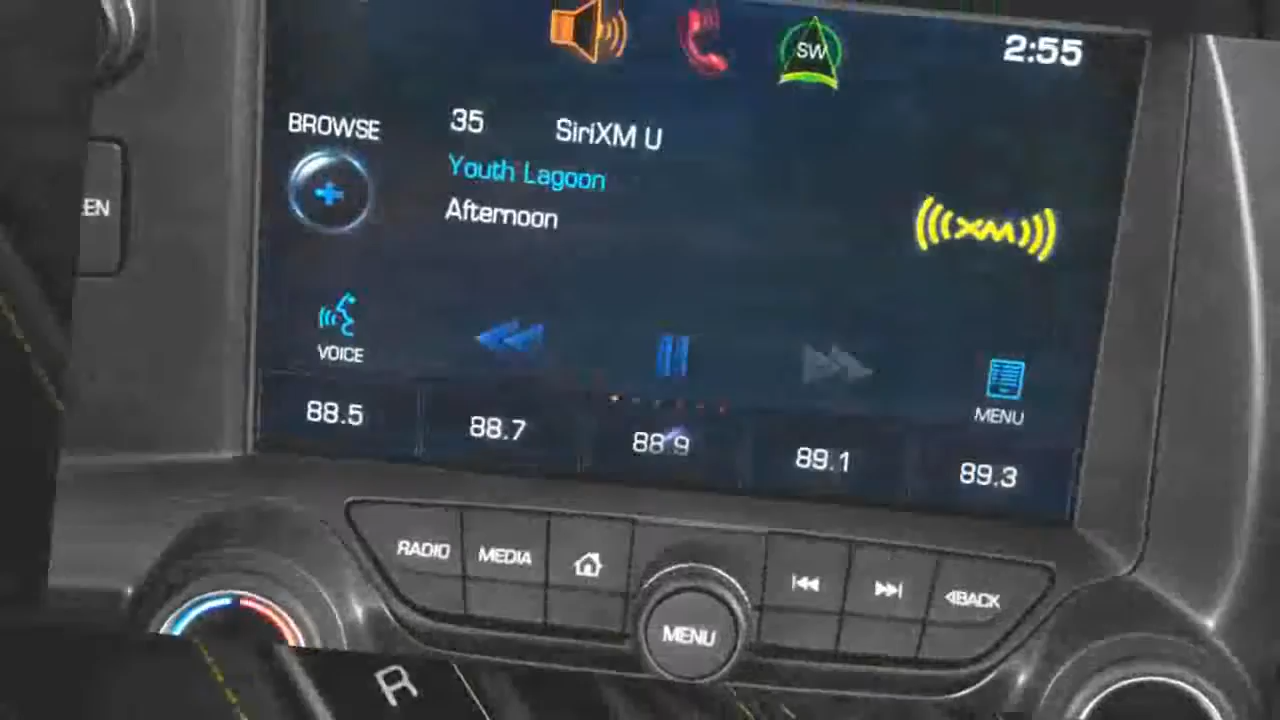 SW
2:55
BROWSE
35 SiriXM U
Youth Lagoon
Afternoon
XM
EN
VOICE
MENU
88.5 88.7 88.9 89.1 89.3
RADIO MEDIA BACK
MENU
R